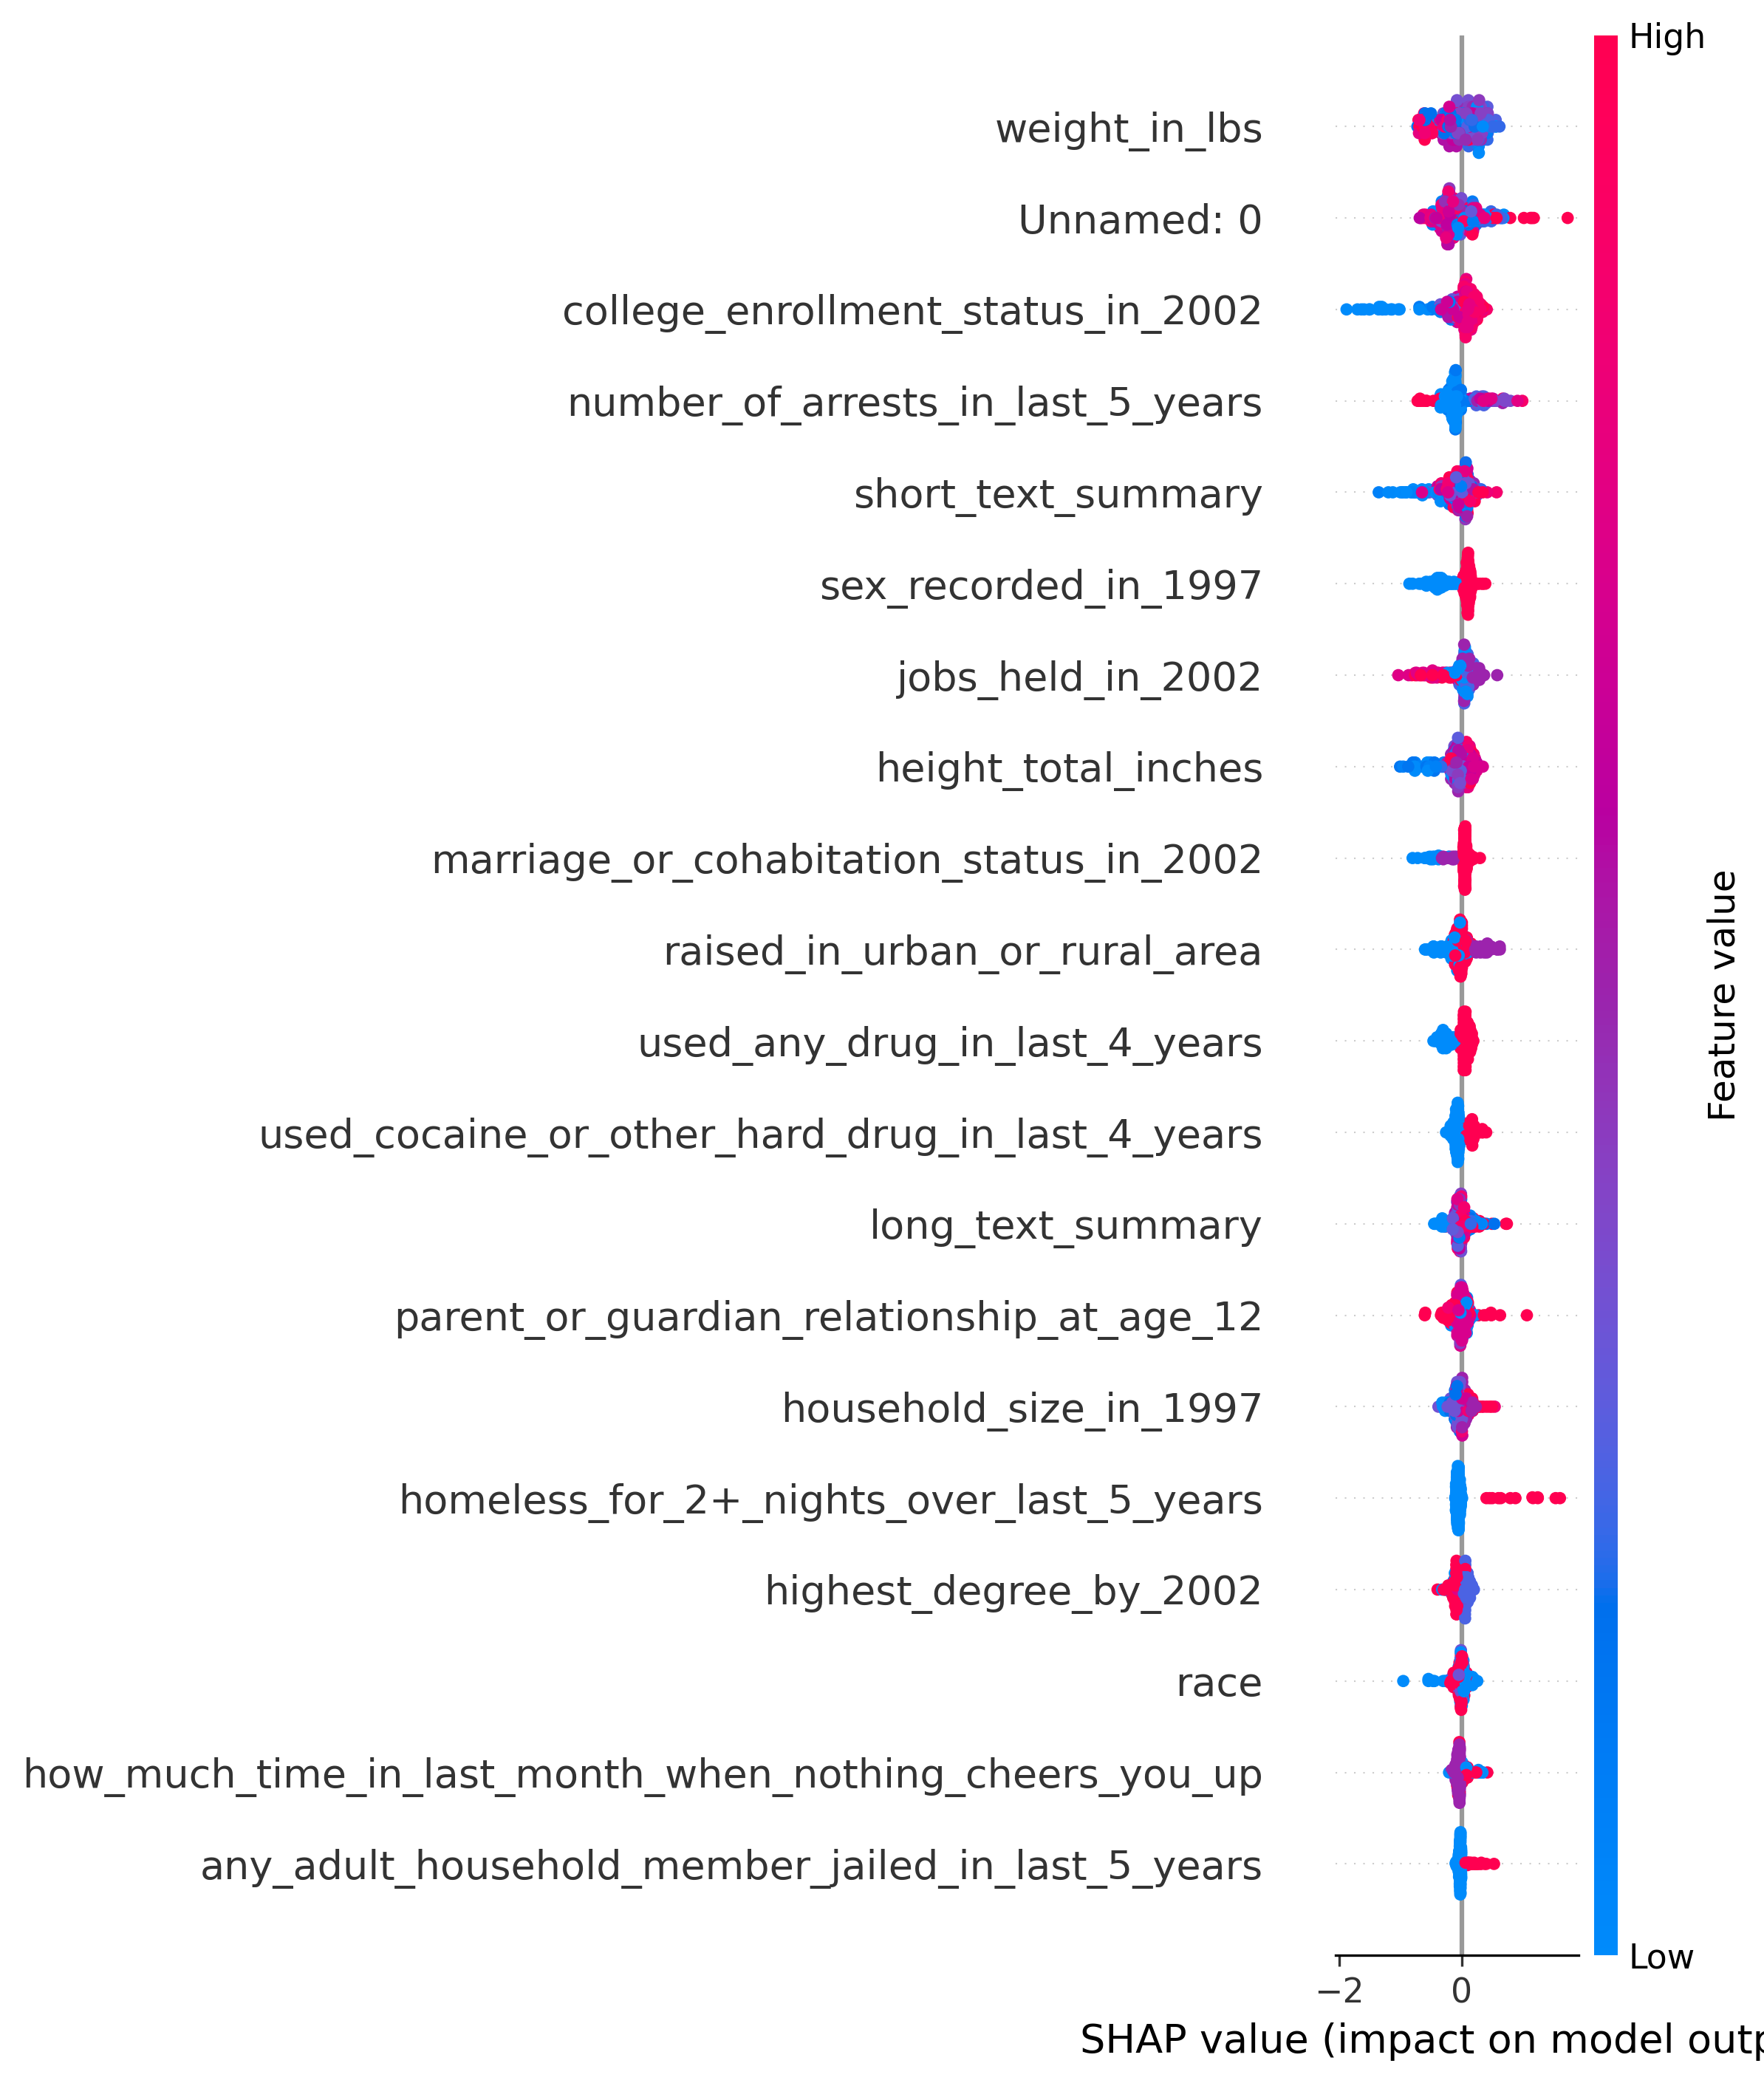 High
weight_in_lbs
Unnamed: 0
college_enrollment_status_in_2002
number_of_arrests_in_last_5_years
short_text_summary
sex_recorded_in_1997
jobs_held_in_2002
height_total_inches
marriage_or_cohabitation_status_in_2002
raised_in_urban_or_rural_area
used_any_drug_in_last_4_years
used_cocaine_or_other_hard_drug_in_last_4_years
long_text_summary
parent_or_guardian_relationship_at_age_12
household_size_in_1997
homeless_for_2+_nights_over_last_5_years
highest_degree_by_2002
race
how_much_time_in_last_month_when_nothing_cheers_you_up
any_adult_household_member_jailed_in_last_5_years
Feature value
Low
−2 0
SHAP value (impact on model outp